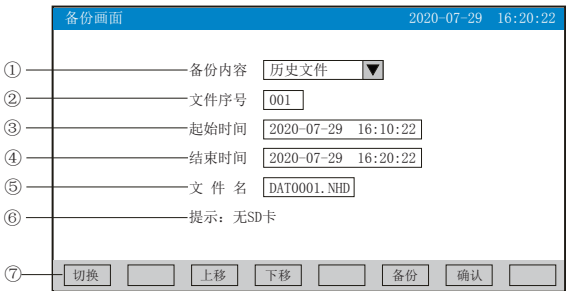 备份画面 2020-07-29 16:20:22
① 备份内容 历史文件
② 文件序号 001
③ 起始时间 2020-07-29 16:10:22
④ 结束时间 2020-07-29 16:20:22
⑤ 文 件 名 DAT0001.NHD
⑥ 提示：无SD卡
⑦ 切换 上移 下移 备份 确认